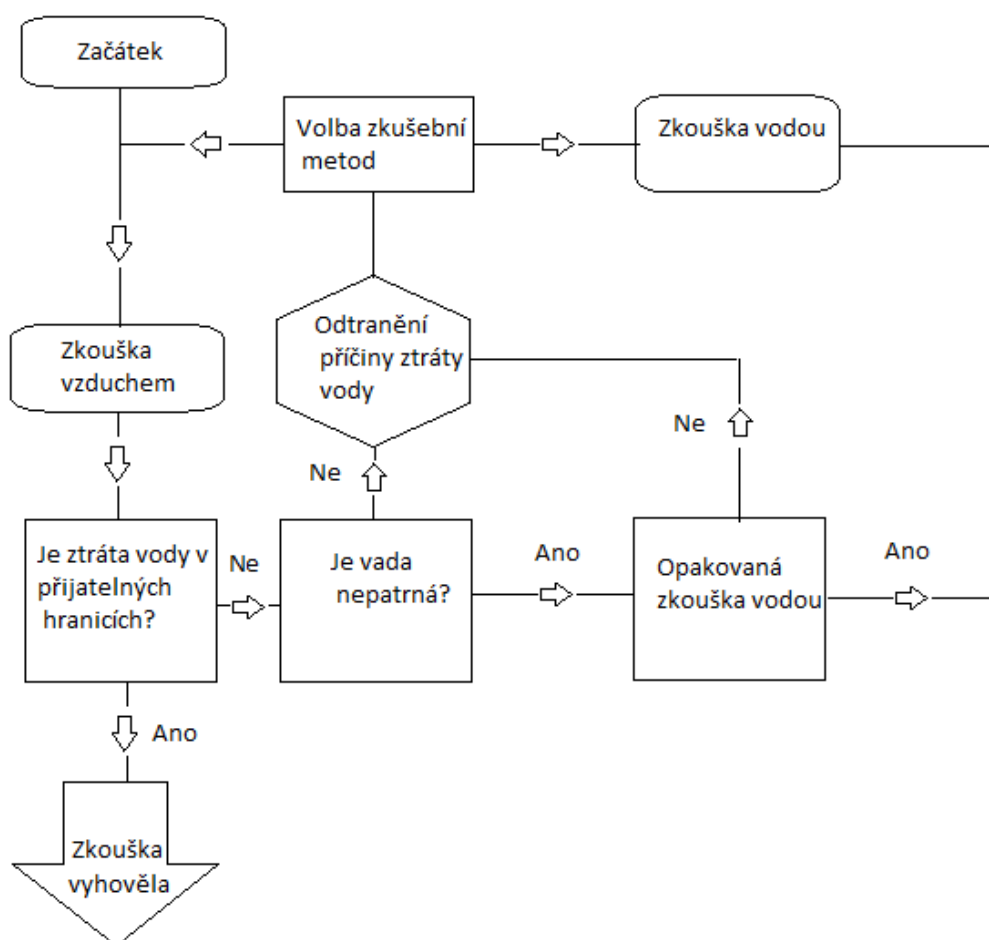 Začátek
Volba zkušební
metod
Zkouška vodou
Zkouška
vzduchem
Odtranění
příčiny ztráty
vody
Ne
Ne
Je ztráta vody v
přijatelných
hranicích?
Ne
Je vada
nepatrná?
Ano
Opakovaná
zkouška vodou
Ano
Ano
Zkouška
vyhověla